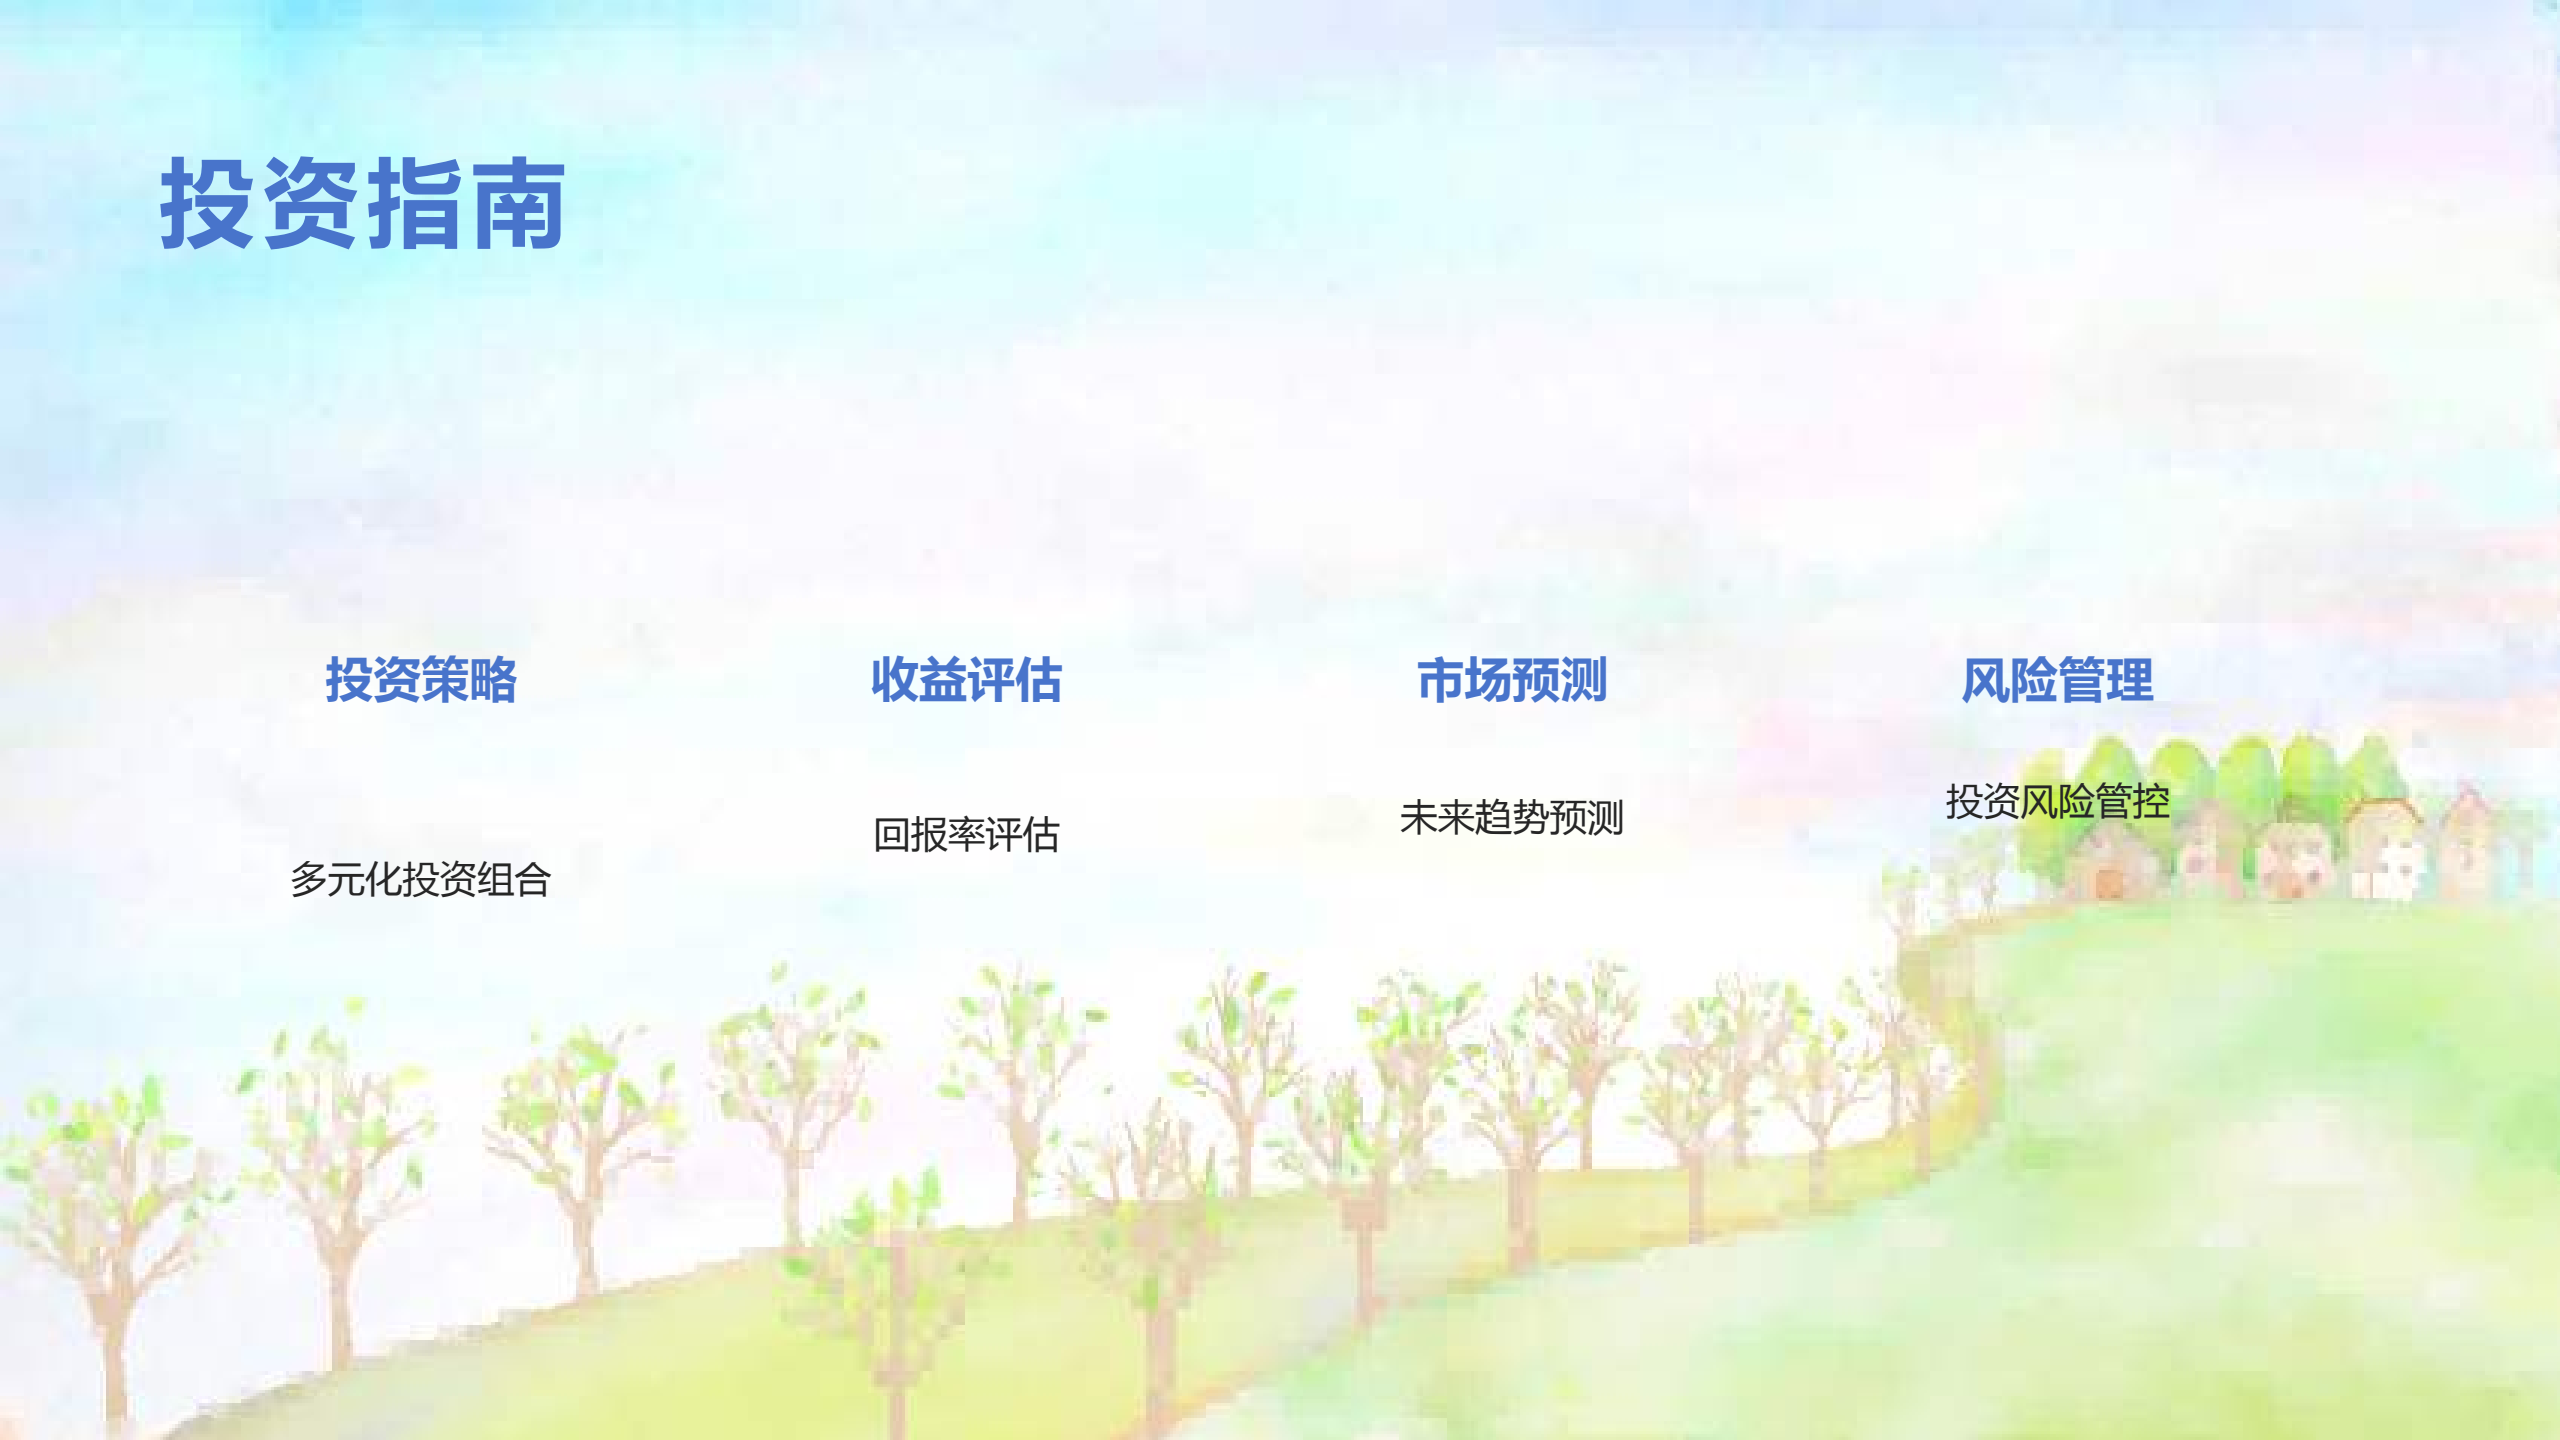 投资指南
投资策略
多元化投资组合
收益评估
回报率评估
市场预测
未来趋势预测
风险管理
投资风险管控